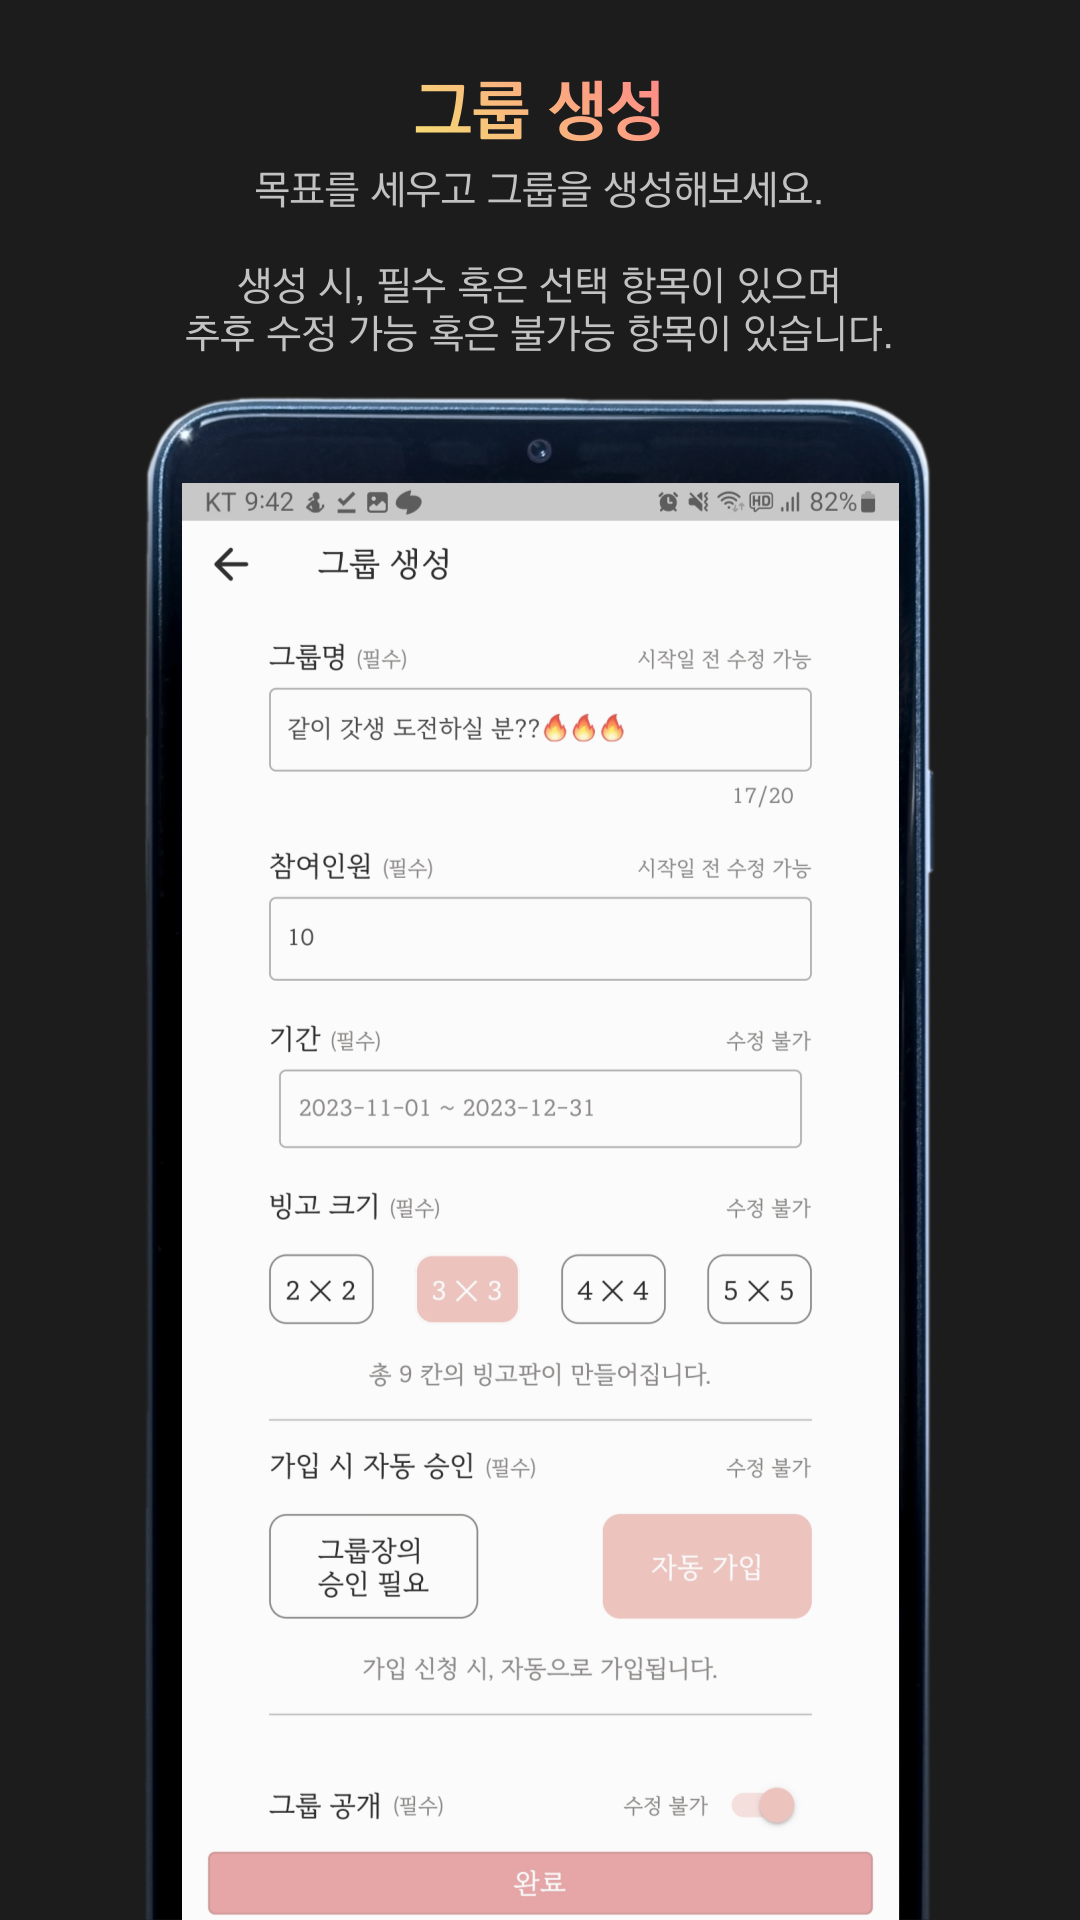 그룹 생성
목표를 세우고 그룹을 생성해보세요.
생성 시, 필수 혹은 선택 항목이 있으며
추후 수정 가능 혹은 불가능 항목이 있습니다.
KT 9:42 HD 82%
그룹 생성
그룹명 (필수) 시작일 전 수정 가능
같이 갓생 도전하실 분??🔥🔥🔥
17/20
참여인원 (필수) 시작일 전 수정 가능
10
기간 (필수) 수정 불가
2023-11-01 ~ 2023-12-31
빙고 크기 (필수) 수정 불가
2 × 2 3 × 3 4 × 4 5 × 5
총 9 칸의 빙고판이 만들어집니다.
가입 시 자동 승인 (필수) 수정 불가
그룹장의
승인 필요
자동 가입
가입 신청 시, 자동으로 가입됩니다.
그룹 공개 (필수) 수정 불가
완료